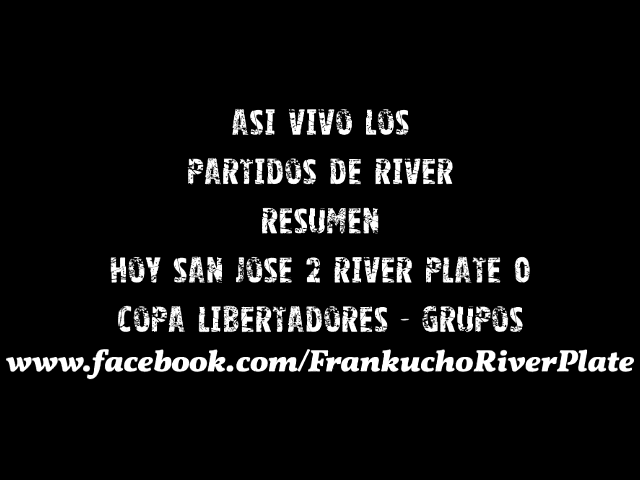 ASI VIVO LOS
PARTIDOS DE RIVER
RESUMEN
HOY SAN JOSE 2 RIVER PLATE 0
COPA LIBERTADORES - GRUPOS
www.facebook.com/FrankuchoRiverPlate